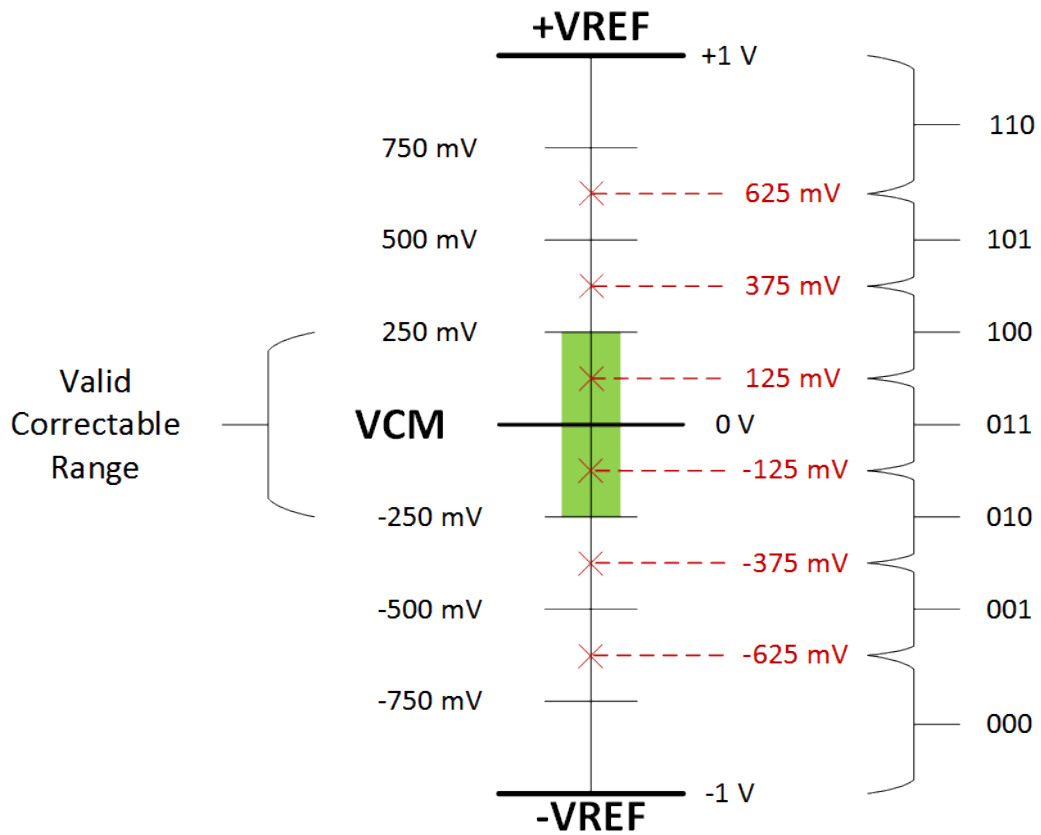 +VREF
+1 V
110
750 mV
625 mV
500 mV
101
375 mV
250 mV
100
Valid
Correctable
Range
125 mV
VCM
0 V
011
-125 mV
-250 mV
010
-375 mV
-500 mV
001
-625 mV
-750 mV
000
-1 V
-VREF